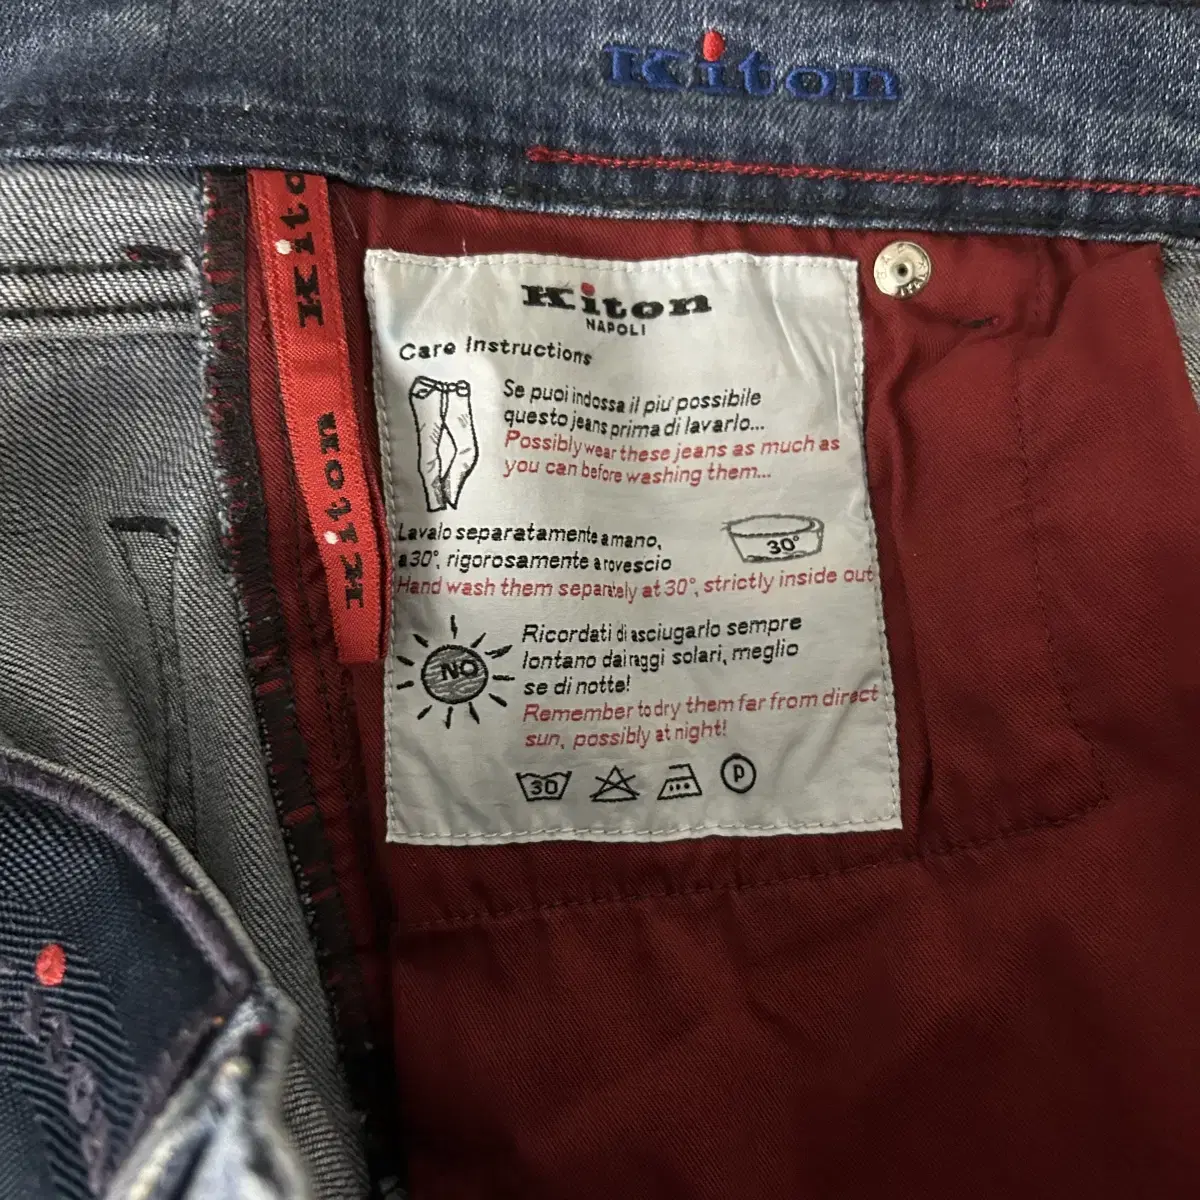 Kiton
Kiton
Kiton
Kiton
NAPOLI
Care Instructions
Se puoi indossa il piu' possibile
questo jeans prima di lavarlo...
Possibly wear these jeans as much as
you can before washing them...
Lavalo separatamente a mano,
a 30°, rigorosamente a rovescio
30°
Hand wash them separately at 30°, strictly inside out
NO
Ricordati di asciugarlo sempre
lontano dai raggi solari, meglio
se di notte!
Remember to dry them far from direct
sun, possibly at night!
30
P